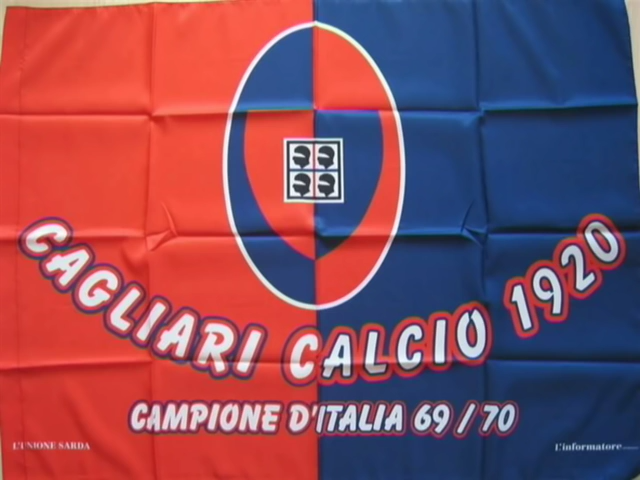 CAGLIARI CALCIO 1920
CAMPIONE D'ITALIA 69/70
L'UNIONE SARDA
L'informatore